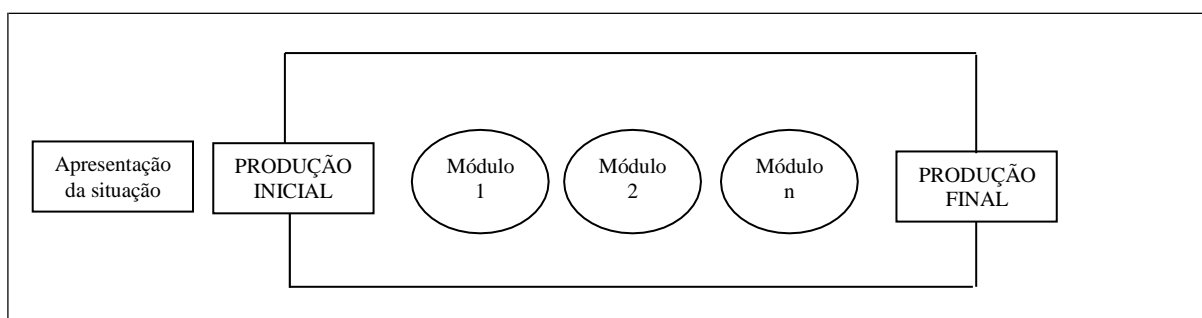 Apresentação
da situação
PRODUÇÃO
INICIAL
Módulo
1
Módulo
2
Módulo
n
PRODUÇÃO
FINAL